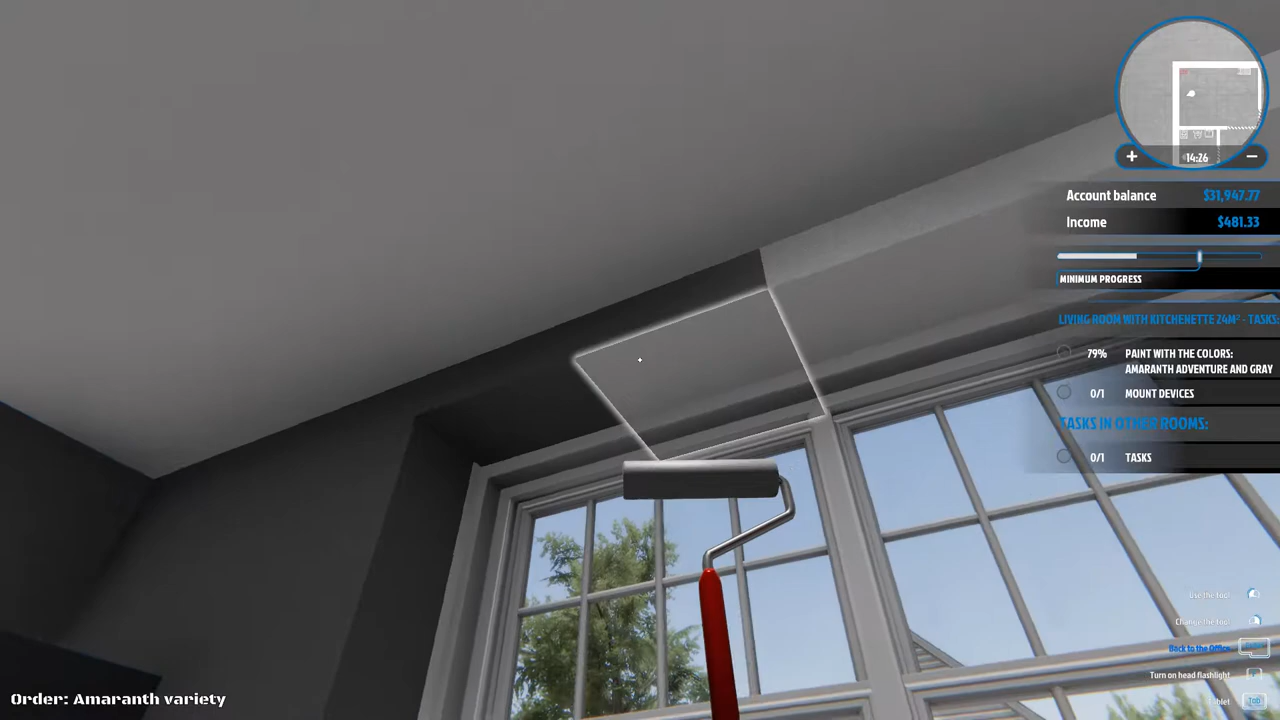 + 14:26 −
Account balance $31,947.77
Income $481.33
MINIMUM PROGRESS
LIVING ROOM WITH KITCHENETTE 24M² - TASKS:
79% PAINT WITH THE COLORS:
AMARANTH ADVENTURE AND GRAY
0/1 MOUNT DEVICES
TASKS IN OTHER ROOMS:
0/1 TASKS
Use the tool
Change the tool
Back to the Office
Turn on head flashlight
Tablet Tab
Order: Amaranth variety